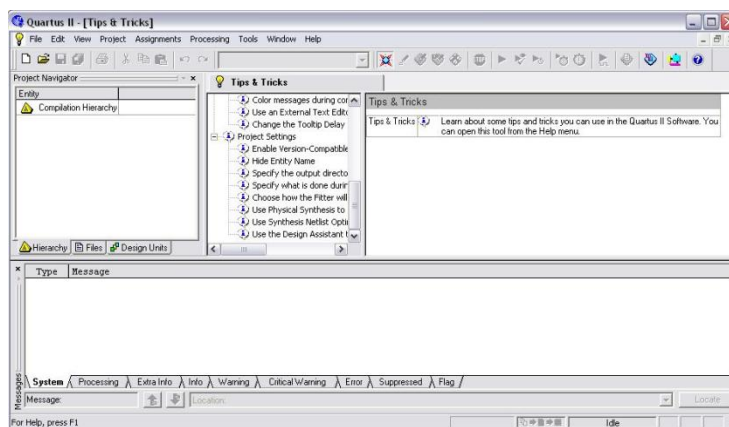 Quartus II - [Tips & Tricks]
File Edit View Project Assignments Processing Tools Window Help
Project Navigator
Entity
Compilation Hierarchy
Hierarchy Files Design Units
Tips & Tricks
Color messages during cor
Use an External Text Edito
Change the Tooltip Delay
Project Settings
Enable Version-Compatible
Hide Entity Name
Specify the output directo
Specify what is done durin
Choose how the Fitter will
Use Physical Synthesis to
Use Synthesis Netlist Opti
Use the Design Assistant t
Tips & Tricks
Tips & Tricks Learn about some tips and tricks you can use in the Quartus II Software. You
can open this tool from the Help menu.
Type Message
System Processing Extra Info Info Warning Critical Warning Error Suppressed Flag
Messages
Message: Location: Locate
For Help, press F1 Idle